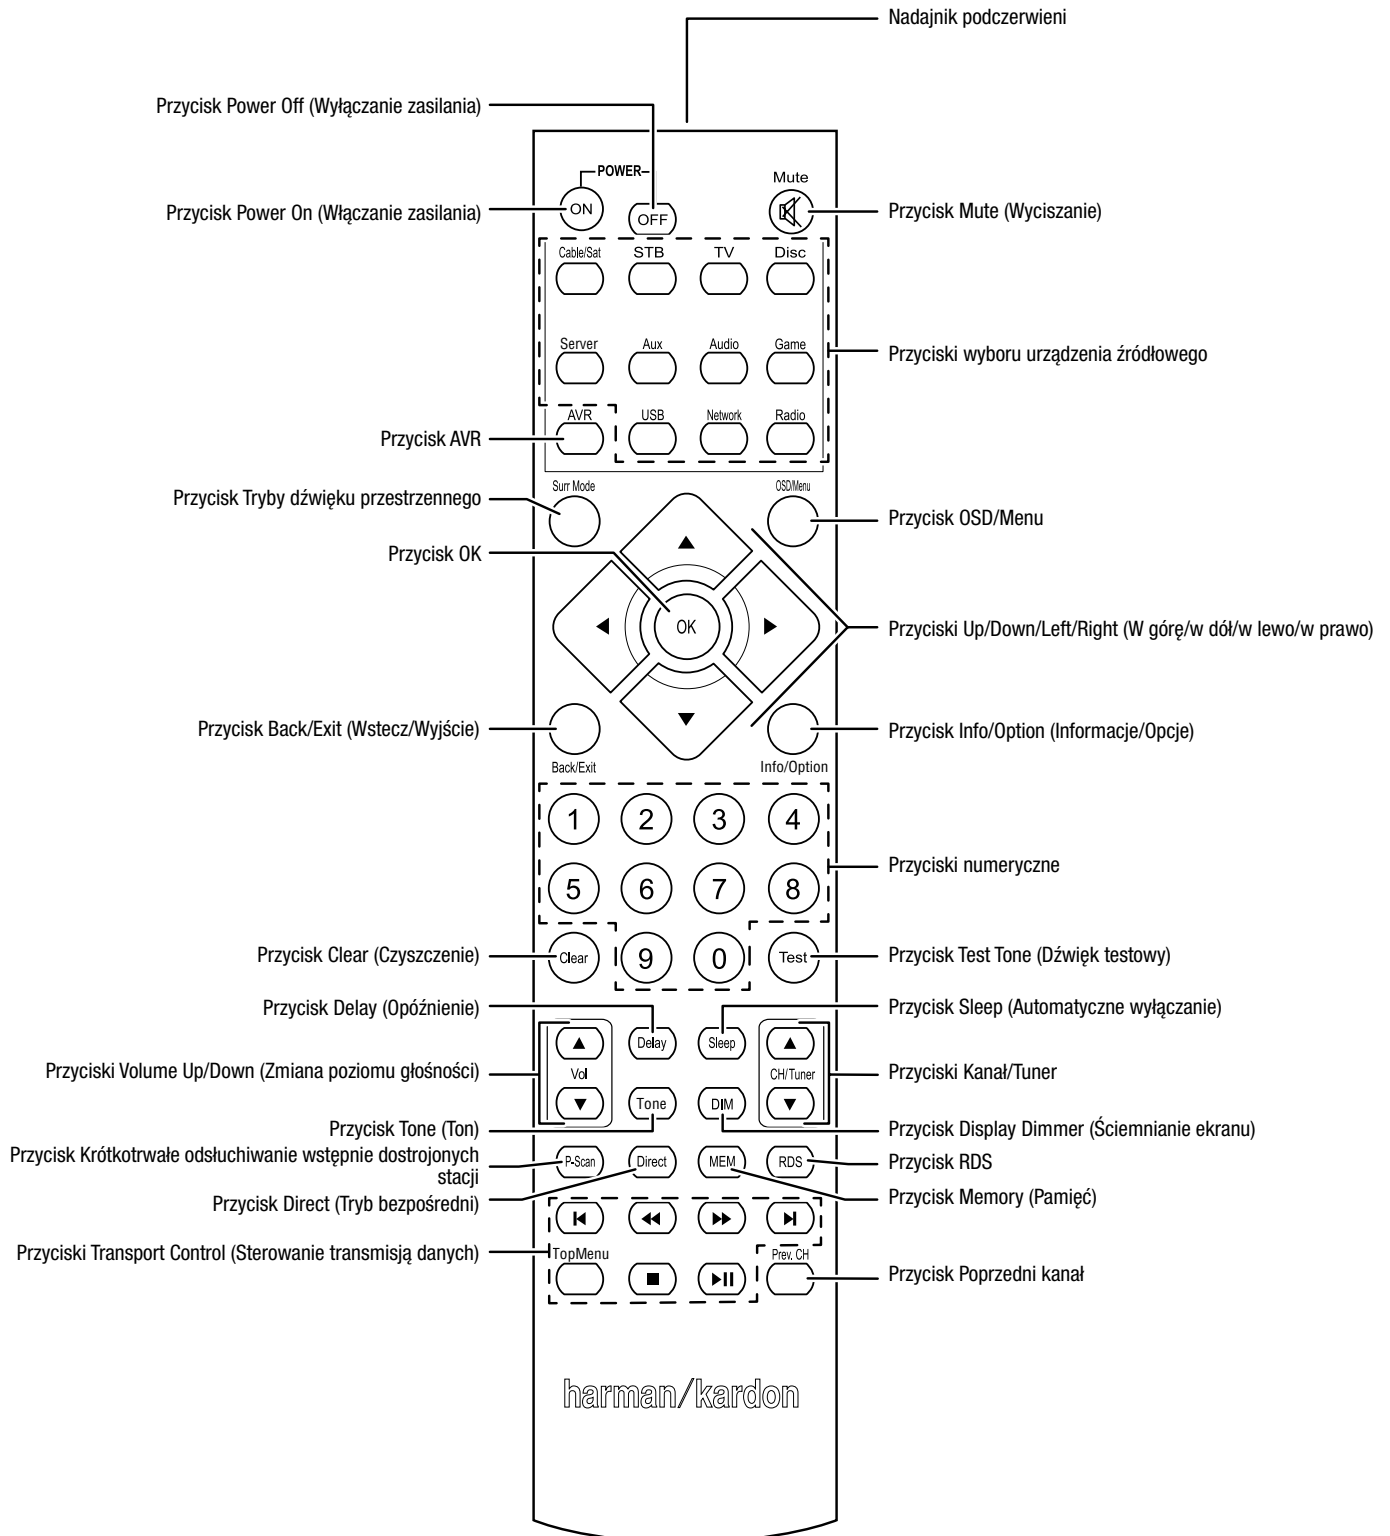 Nadajnik podczerwieni
Przycisk Power Off (Wyłączanie zasilania)
POWER
Mute
ON
OFF
Przycisk Power On (Włączanie zasilania)
Przycisk Mute (Wyciszanie)
Cable/Sat STB TV Disc
Server Aux Audio Game
Przyciski wyboru urządzenia źródłowego
AVR USB Network Radio
Przycisk AVR
Surr Mode
OSD/Menu
Przycisk Tryby dźwięku przestrzennego
Przycisk OSD/Menu
Przycisk OK
OK
Przyciski Up/Down/Left/Right (W górę/w dół/w lewo/w prawo)
Przycisk Back/Exit (Wstecz/Wyjście)
Przycisk Info/Option (Informacje/Opcje)
Back/Exit
Info/Option
1 2 3 4
Przyciski numeryczne
5 6 7 8
Przycisk Clear (Czyszczenie)
Clear 9 0 Test
Przycisk Test Tone (Dźwięk testowy)
Przycisk Delay (Opóźnienie)
Przycisk Sleep (Automatyczne wyłączanie)
Delay
Sleep
Przyciski Volume Up/Down (Zmiana poziomu głośności)
Vol
CH/Tuner
Przyciski Kanał/Tuner
Tone
DIM
Przycisk Tone (Ton)
Przycisk Display Dimmer (Ściemnianie ekranu)
Przycisk Krótkotrwałe odsłuchiwanie wstępnie dostrojonych
stacji
P-Scan Direct MEM RDS
Przycisk RDS
Przycisk Direct (Tryb bezpośredni)
Przycisk Memory (Pamięć)
Przyciski Transport Control (Sterowanie transmisją danych)
TopMenu
Prev. CH
Przycisk Poprzedni kanał
harman/kardon